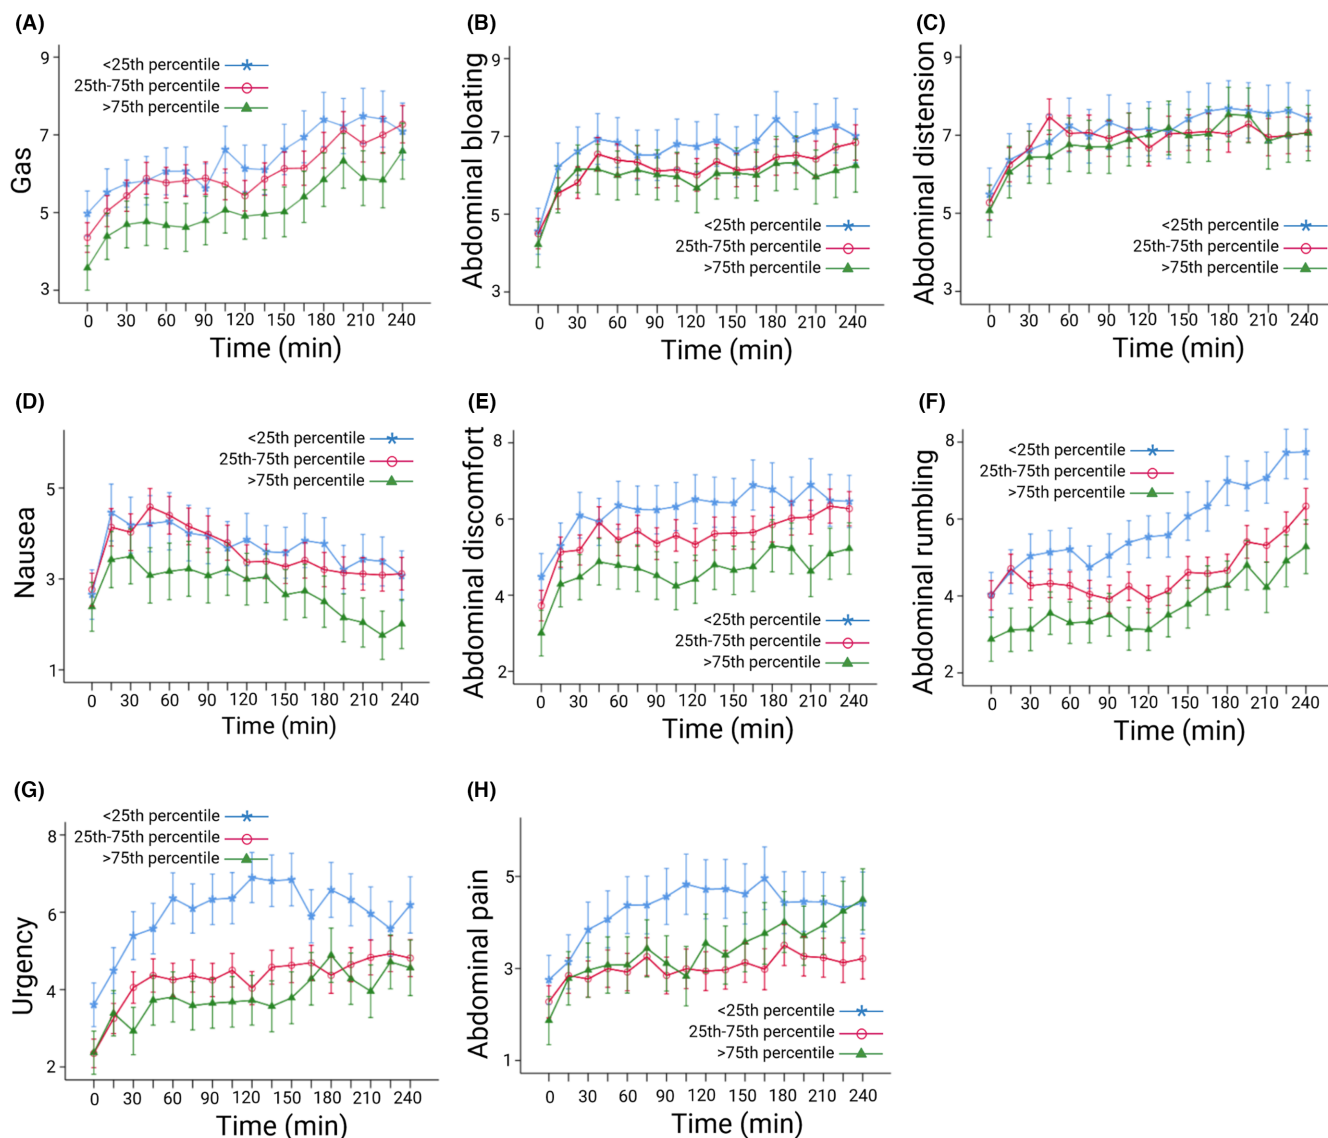 (A)
Gas
9
7
5
3
<25th percentile
25th-75th percentile
>75th percentile
0 30 60 90 120 150 180 210 240
Time (min)
(B)
Abdominal bloating
9
7
5
3
<25th percentile
25th-75th percentile
>75th percentile
0 30 60 90 120 150 180 210 240
Time (min)
(C)
Abdominal distension
9
7
5
3
<25th percentile
25th-75th percentile
>75th percentile
0 30 60 90 120 150 180 210 240
Time (min)
(D)
Nausea
5
3
1
<25th percentile
25th-75th percentile
>75th percentile
0 30 60 90 120 150 180 210 240
Time (min)
(E)
Abdominal discomfort
8
6
4
2
<25th percentile
25th-75th percentile
>75th percentile
0 30 60 90 120 150 180 210 240
Time (min)
(F)
Abdominal rumbling
8
6
4
2
<25th percentile
25th-75th percentile
>75th percentile
0 30 60 90 120 150 180 210 240
Time (min)
(G)
Urgency
8
6
4
2
<25th percentile
25th-75th percentile
>75th percentile
0 30 60 90 120 150 180 210 240
Time (min)
(H)
Abdominal pain
5
3
1
<25th percentile
25th-75th percentile
>75th percentile
0 30 60 90 120 150 180 210 240
Time (min)